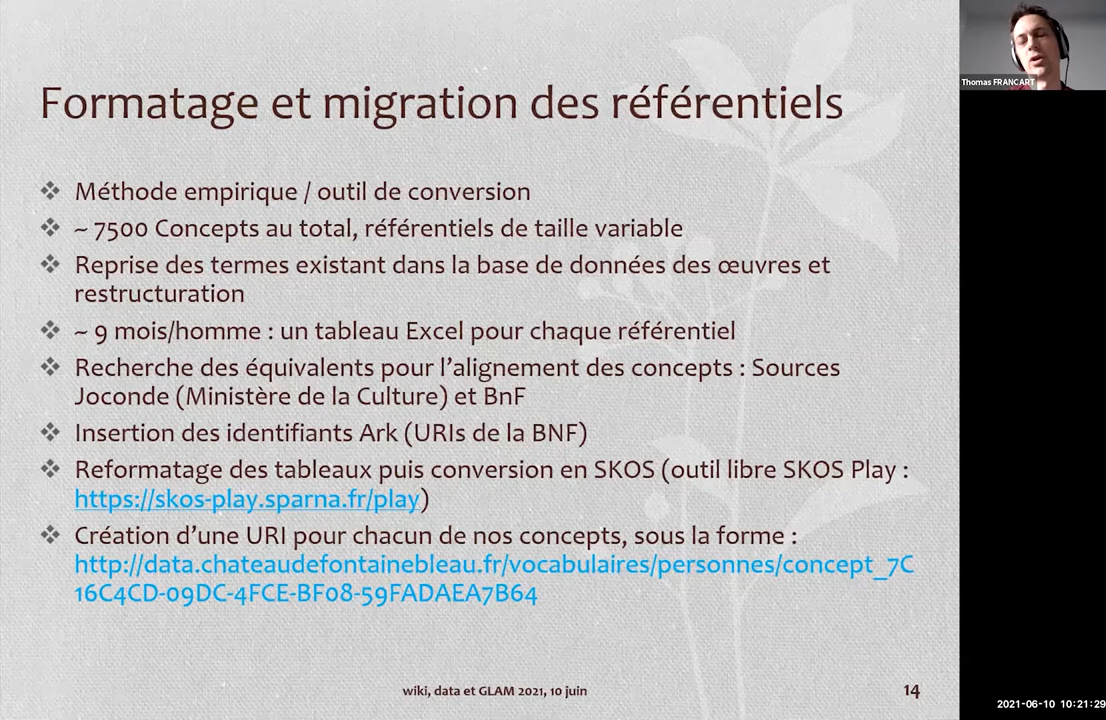 Formatage et migration des référentiels
Méthode empirique / outil de conversion
~ 7500 Concepts au total, référentiels de taille variable
Reprise des termes existant dans la base de données des œuvres et
restructuration
~ 9 mois/homme : un tableau Excel pour chaque référentiel
Recherche des équivalents pour l'alignement des concepts : Sources
Joconde (Ministère de la Culture) et BnF
Insertion des identifiants Ark (URIs de la BNF)
Reformatage des tableaux puis conversion en SKOS (outil libre SKOS Play :
https://skos-play.sparna.fr/play)
Création d'une URI pour chacun de nos concepts, sous la forme :
http://data.chateaudefontainebleau.fr/vocabulaires/personnes/concept_7C
16C4CD-09DC-4FCE-BF08-59FADAEA7B64
wiki, data et GLAM 2021, 10 juin
14
Thomas FRANCART
2021-06-10 10:21:29